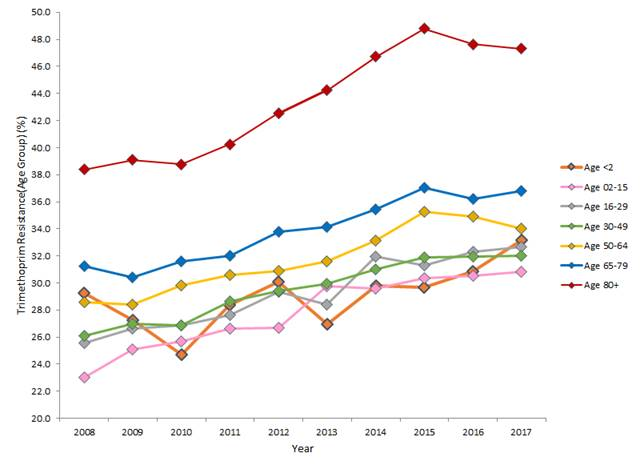 Trimethoprim Resistance(Age Group) (%)
50.0
48.0
46.0
44.0
42.0
40.0
38.0
36.0
34.0
32.0
30.0
28.0
26.0
24.0
22.0
20.0
2008 2009 2010 2011 2012 2013 2014 2015 2016 2017
Year
Age <2
Age 02-15
Age 16-29
Age 30-49
Age 50-64
Age 65-79
Age 80+